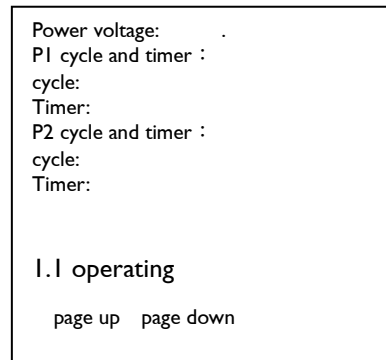 Power voltage: .
P1 cycle and timer：
cycle:
Timer:
P2 cycle and timer：
cycle:
Timer:
1.1 operating
page up page down